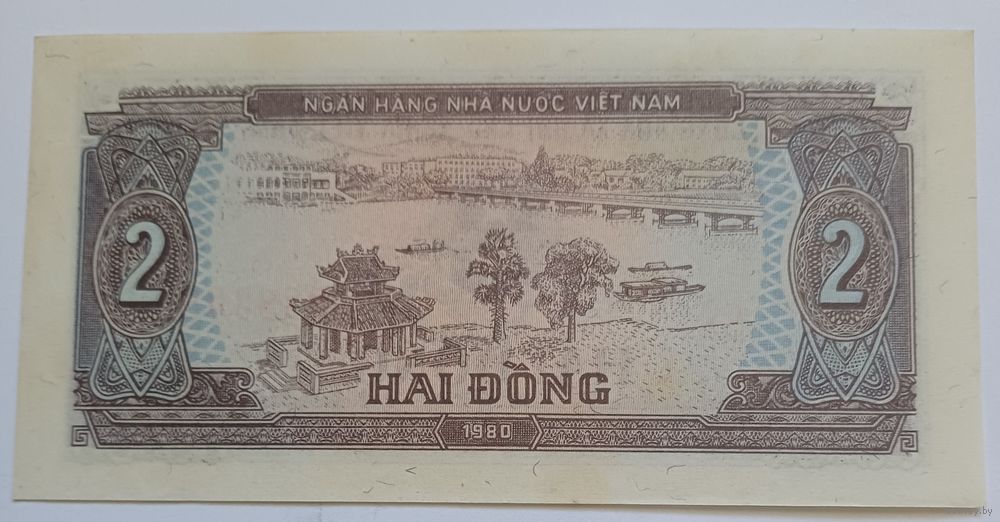 NGÂN HÀNG NHÀ NƯỚC VIỆT NAM
2 2
HAI ĐỒNG
1980